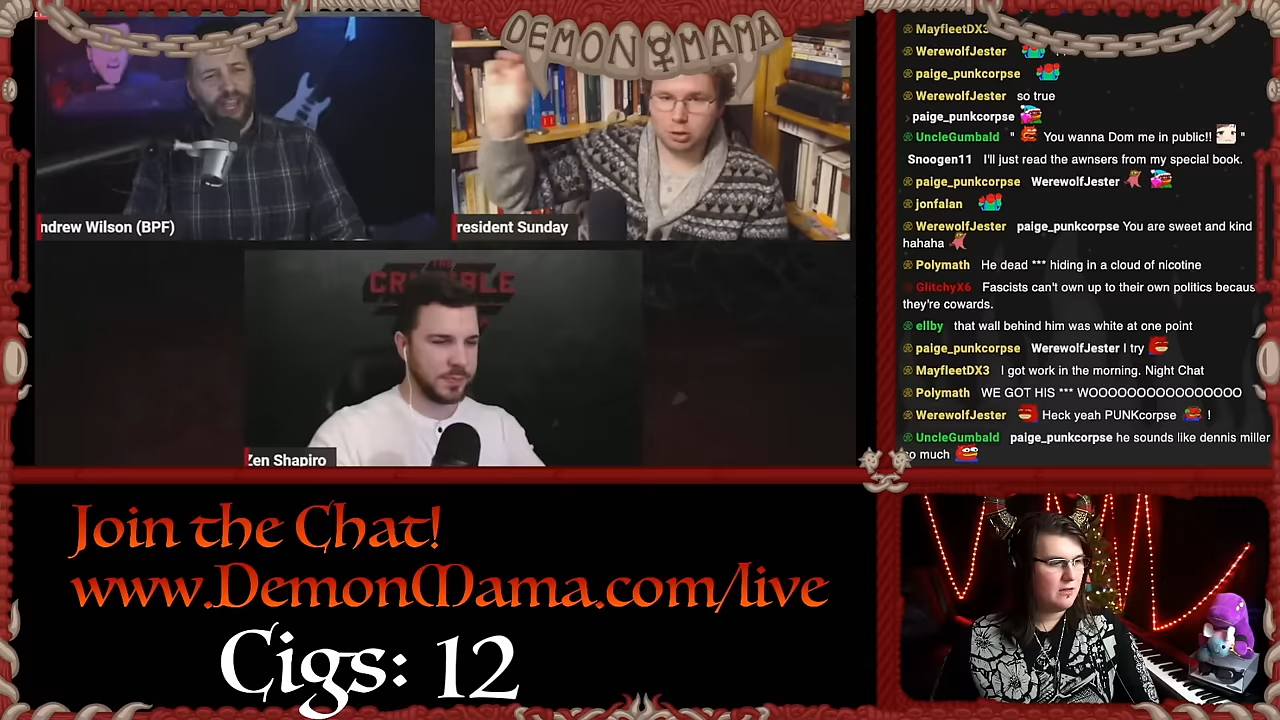 DEMON MAMA
ndrew Wilson (BPF)
resident Sunday
THE
CRUCIBLE
Zen Shapiro
MayfleetDX3
WerewolfJester
paige_punkcorpse
WerewolfJester so true
paige_punkcorpse
UncleGumbald " You wanna Dom me in public!! "
Snoogen11 I'll just read the awnsers from my special book.
paige_punkcorpse WerewolfJester
jonfalan
WerewolfJester paige_punkcorpse You are sweet and kind
hahaha
Polymath He dead *** hiding in a cloud of nicotine
GlitchyX6 Fascists can't own up to their own politics becaus
they're cowards.
ellby that wall behind him was white at one point
paige_punkcorpse WerewolfJester I try
MayfleetDX3 I got work in the morning. Night Chat
Polymath WE GOT HIS *** WOOOOOOOOOOOOOOO
WerewolfJester Heck yeah PUNKcorpse !
UncleGumbald paige_punkcorpse he sounds like dennis miller
so much
Join the Chat!
www.DemonMama.com/live
Cigs: 12